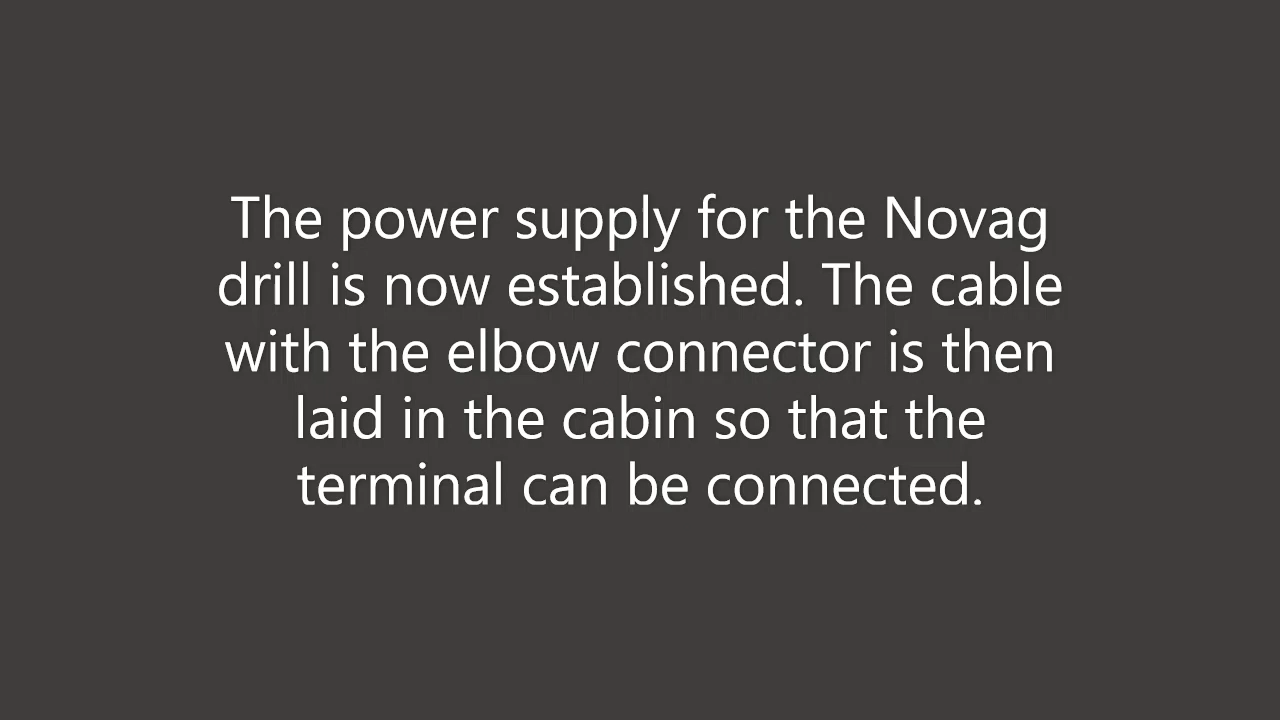 The power supply for the Novag
drill is now established. The cable
with the elbow connector is then
laid in the cabin so that the
terminal can be connected.